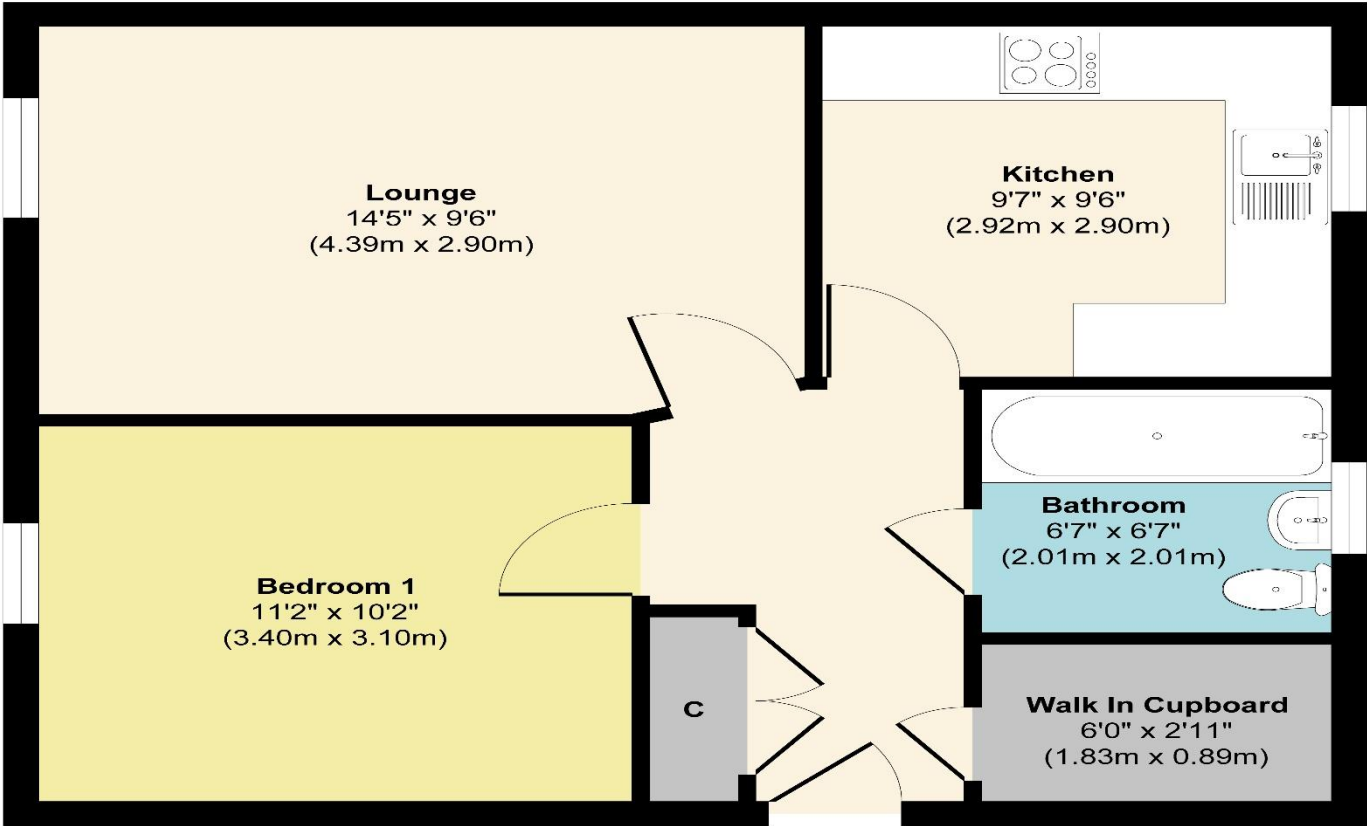 Lounge
14'5" x 9'6"
(4.39m x 2.90m)
Kitchen
9'7" x 9'6"
(2.92m x 2.90m)
Bathroom
6'7" x 6'7"
(2.01m x 2.01m)
Bedroom 1
11'2" x 10'2"
(3.40m x 3.10m)
C
Walk In Cupboard
6'0" x 2'11"
(1.83m x 0.89m)